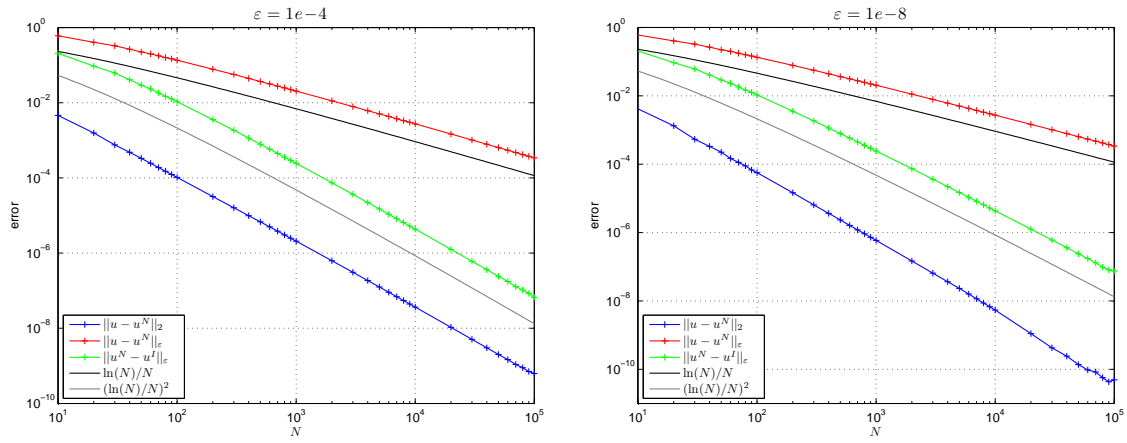 ε = 1e−4
error
10^0
10^−2
10^−4
10^−6
10^−8
10^−10
||u − u^N||_2
||u − u^N||_ε
||u^N − u^I||_ε
ln(N)/N
(ln(N)/N)^2
10^1 10^2 10^3 10^4 10^5
N
ε = 1e−8
error
10^0
10^−2
10^−4
10^−6
10^−8
10^−10
||u − u^N||_2
||u − u^N||_ε
||u^N − u^I||_ε
ln(N)/N
(ln(N)/N)^2
10^1 10^2 10^3 10^4 10^5
N